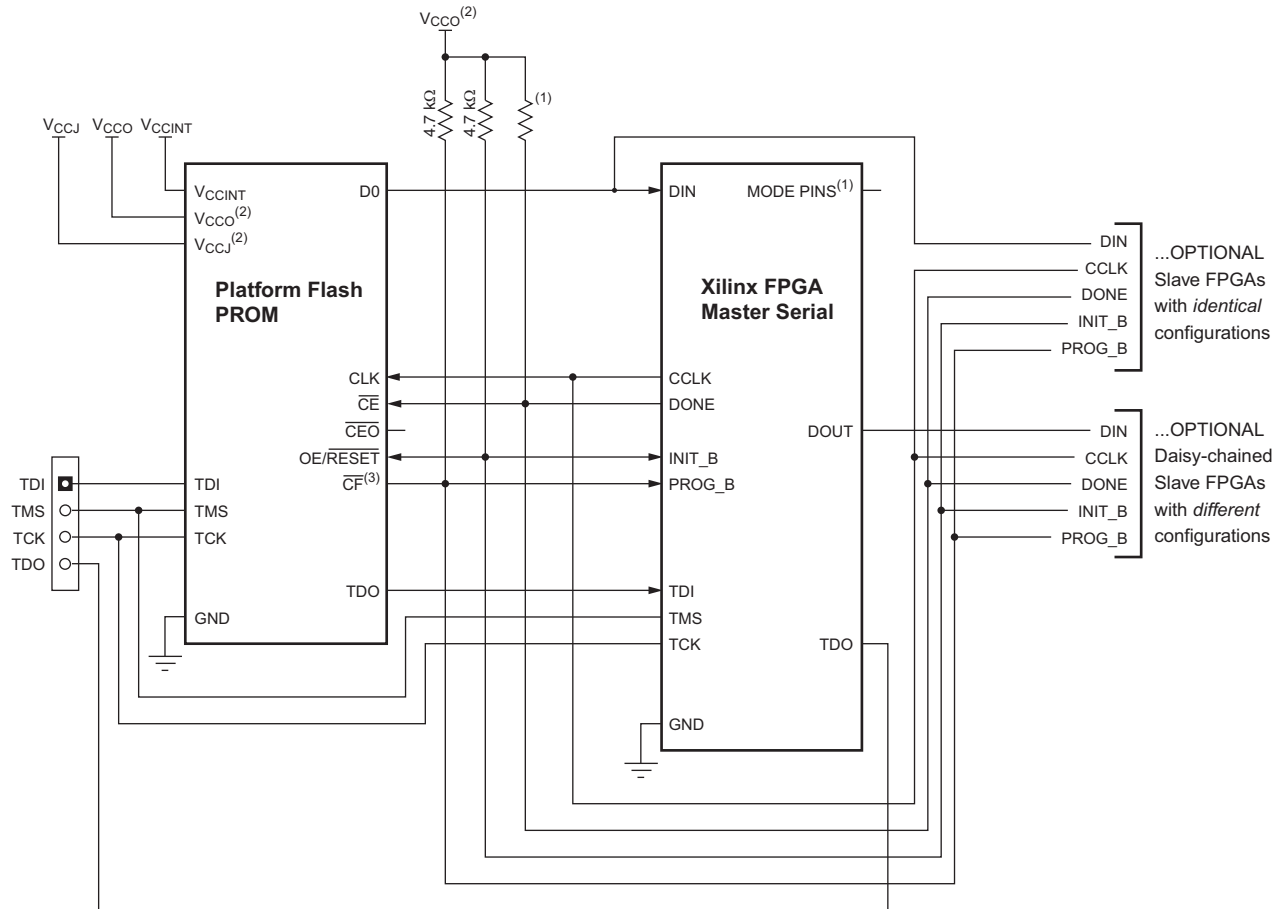 VCCO(2)
4.7 kΩ
4.7 kΩ
(1)
VCCJ VCCO VCCINT
VCCINT
VCCO(2)
VCCJ(2)
D0
Platform Flash
PROM
CLK
CE
CEO
OE/RESET
CF(3)
TDI
TMS
TCK
TDO
GND
TDI
TMS
TCK
TDO
DIN
MODE PINS(1)
Xilinx FPGA
Master Serial
CCLK
DONE
DOUT
INIT_B
PROG_B
TDI
TMS
TCK
TDO
GND
DIN
CCLK
DONE
INIT_B
PROG_B
...OPTIONAL
Slave FPGAs
with identical
configurations
DIN
CCLK
DONE
INIT_B
PROG_B
...OPTIONAL
Daisy-chained
Slave FPGAs
with different
configurations